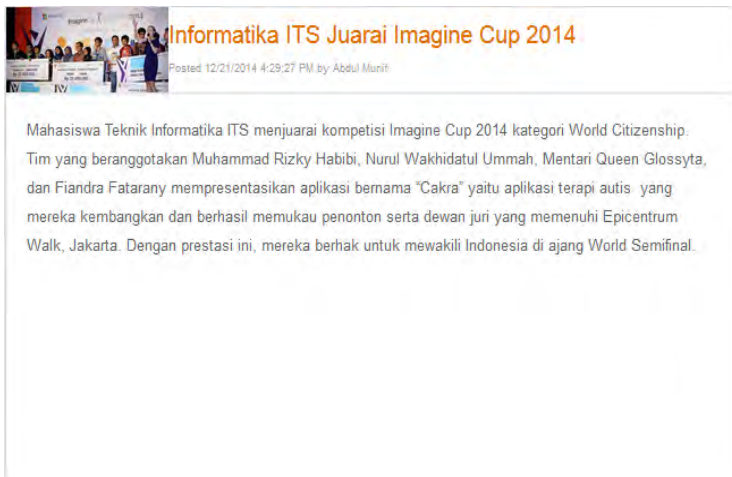 Informatika ITS Juarai Imagine Cup 2014
Posted 12/21/2014 4:29:27 PM by Abdul Munif
Mahasiswa Teknik Informatika ITS menjuarai kompetisi Imagine Cup 2014 kategori World Citizenship.
Tim yang beranggotakan Muhammad Rizky Habibi, Nurul Wakhidatul Ummah, Mentari Queen Glossyta,
dan Fiandra Fatarany mempresentasikan aplikasi bernama “Cakra” yaitu aplikasi terapi autis yang
mereka kembangkan dan berhasil memukau penonton serta dewan juri yang memenuhi Epicentrum
Walk, Jakarta. Dengan prestasi ini, mereka berhak untuk mewakili Indonesia di ajang World Semifinal.